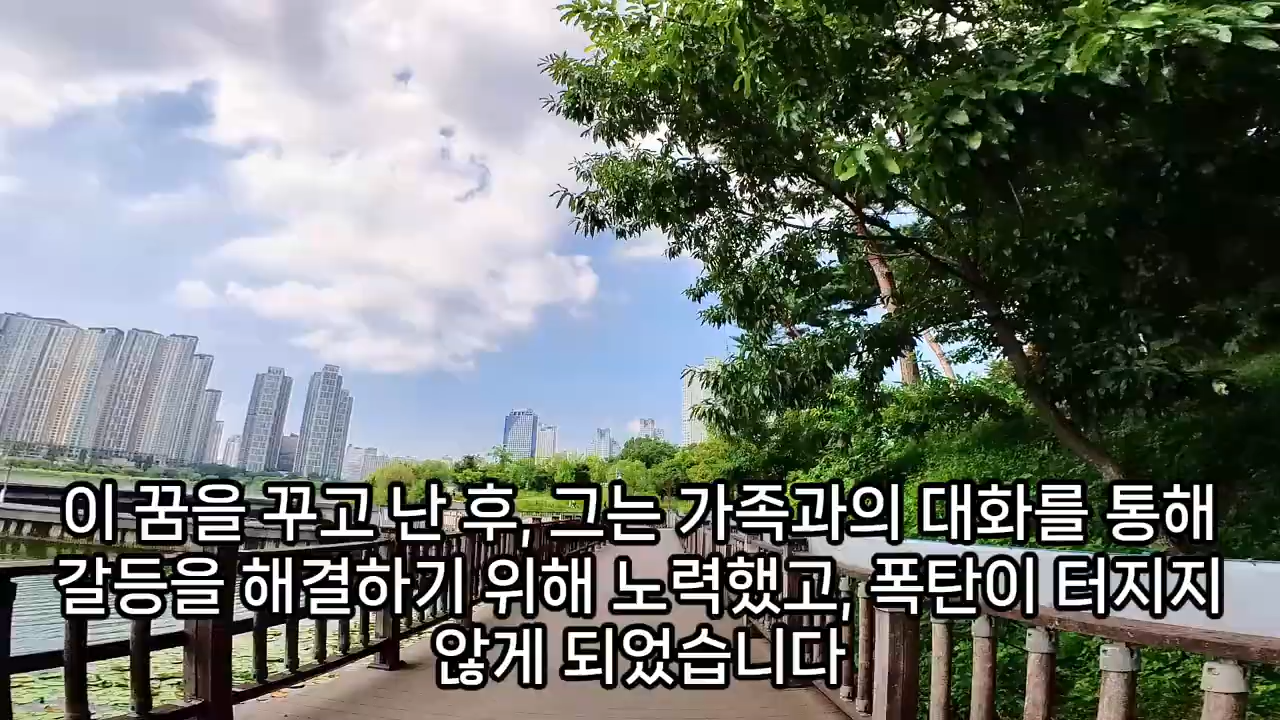 이 꿈을 꾸고 난 후, 그는 가족과의 대화를 통해
갈등을 해결하기 위해 노력했고, 폭탄이 터지지
않게 되었습니다